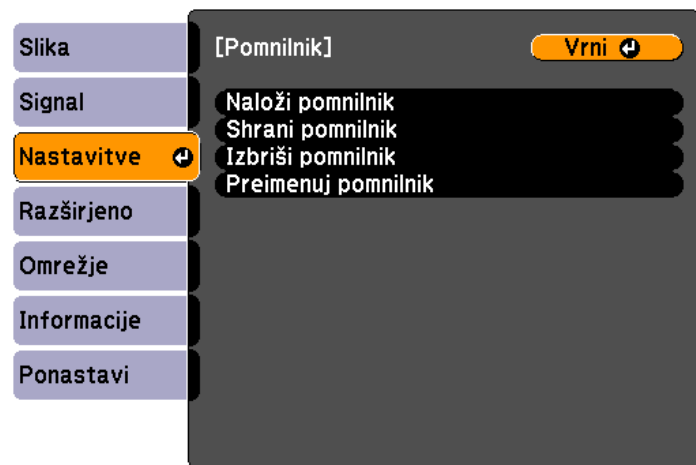 Slika
Signal
Nastavitve
Razširjeno
Omrežje
Informacije
Ponastavi
[Pomnilnik]
Vrni
Naloži pomnilnik
Shrani pomnilnik
Izbriši pomnilnik
Preimenuj pomnilnik